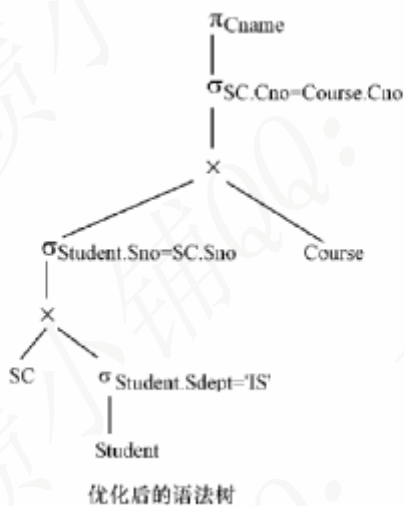 πCname
σSC.Cno=Course.Cno
×
σStudent.Sno=SC.Sno
Course
×
SC
σ Student.Sdept='IS'
Student
优化后的语法树